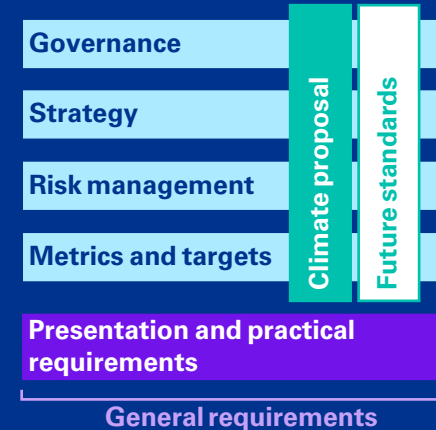 Governance
Strategy
Risk management
Metrics and targets
Climate proposal
Future standards
Presentation and practical
requirements
General requirements